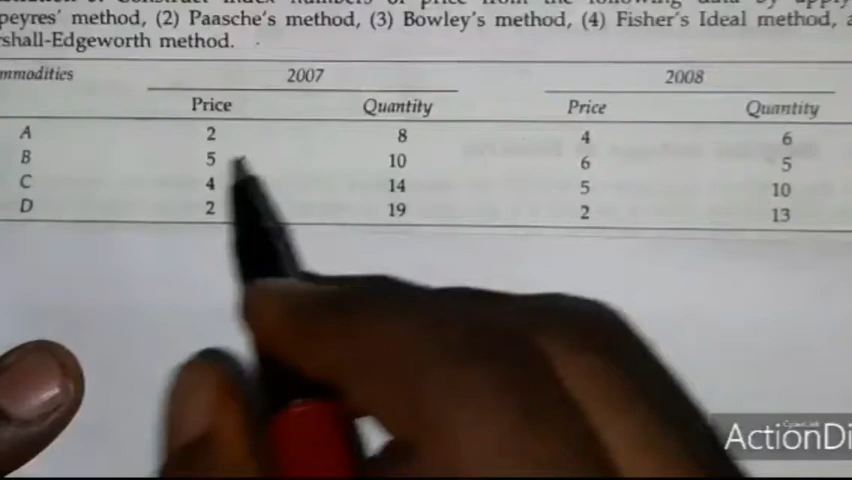 peyres' method, (2) Paasche's method, (3) Bowley's method, (4) Fisher's Ideal method,
shall-Edgeworth method.
mmodities 2007 2008
Price Quantity Price Quantity
A 2 8 4 6
B 5 10 6 5
C 4 14 5 10
D 2 19 2 13
ActionDi